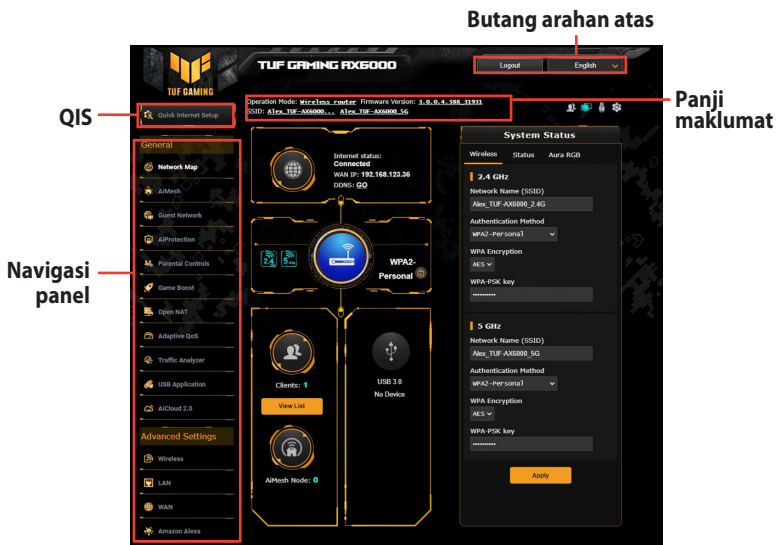 Butang arahan atas
TUF GAMING
TUF GAMING AX6000
Logout
English
QIS
Quick Internet Setup
Operation Mode: Wireless router Firmware Version: 3.0.0.4.388_31931
SSID: Alex_TUF-AX6000... Alex_TUF-AX6000_5G
Panji
maklumat
Navigasi
panel
General
Network Map
AiMesh
Guest Network
AiProtection
Parental Controls
Game Boost
Open NAT
Adaptive QoS
Traffic Analyzer
USB Application
AiCloud 2.0
Advanced Settings
Wireless
LAN
WAN
Amazon Alexa
Internet status:
Connected
WAN IP: 192.168.123.36
DDNS: GO
2.4
5
WPA2-
Personal
Clients: 1
View List
AiMesh Node: 0
USB 3.0
No Device
System Status
Wireless Status Aura RGB
2.4 GHz
Network Name (SSID)
Alex_TUF-AX6000_2.4G
Authentication Method
WPA2-Personal
WPA Encryption
AES
WPA-PSK key
••••••••••
5 GHz
Network Name (SSID)
Alex_TUF-AX6000_5G
Authentication Method
WPA2-Personal
WPA Encryption
AES
WPA-PSK key
••••••••••
Apply